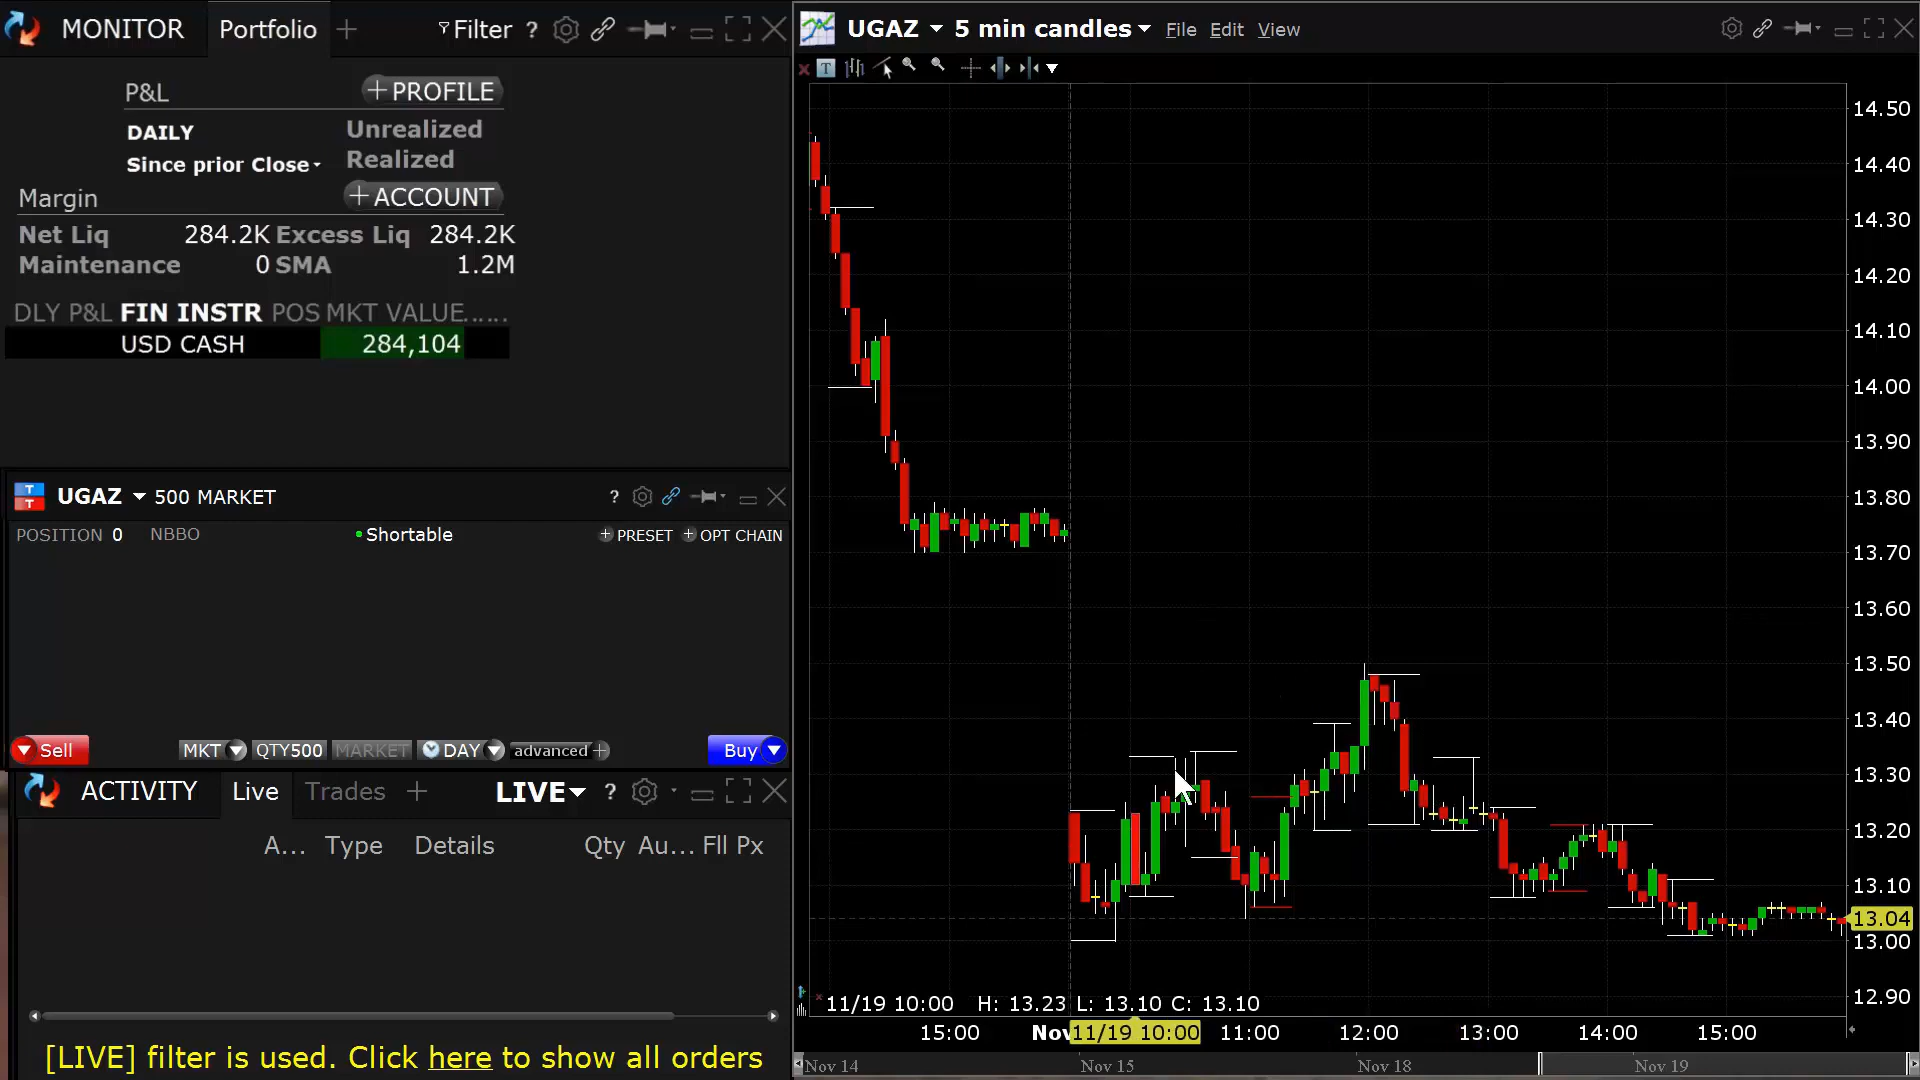 MONITOR Portfolio + Filter ?
P&L + PROFILE
DAILY Unrealized
Since prior Close Realized
Margin + ACCOUNT
Net Liq 284.2K Excess Liq 284.2K
Maintenance 0 SMA 1.2M
DLY P&L FIN INSTR POS MKT VALUE......
USD CASH 284,104
UGAZ 500 MARKET ?
POSITION 0 NBBO Shortable + PRESET + OPT CHAIN
Sell MKT QTY500 MARKET DAY advanced + Buy
ACTIVITY Live Trades + LIVE ?
A... Type Details Qty Au... Fll Px
[LIVE] filter is used. Click here to show all orders
UGAZ 5 min candles File Edit View
T
14.50
14.40
14.30
14.20
14.10
14.00
13.90
13.80
13.70
13.60
13.50
13.40
13.30
13.20
13.10
13.04
13.00
12.90
11/19 10:00 H: 13.23 L: 13.10 C: 13.10
15:00 Nov 11/19 10:00 11:00 12:00 13:00 14:00 15:00
Nov 14 Nov 15 Nov 18 Nov 19